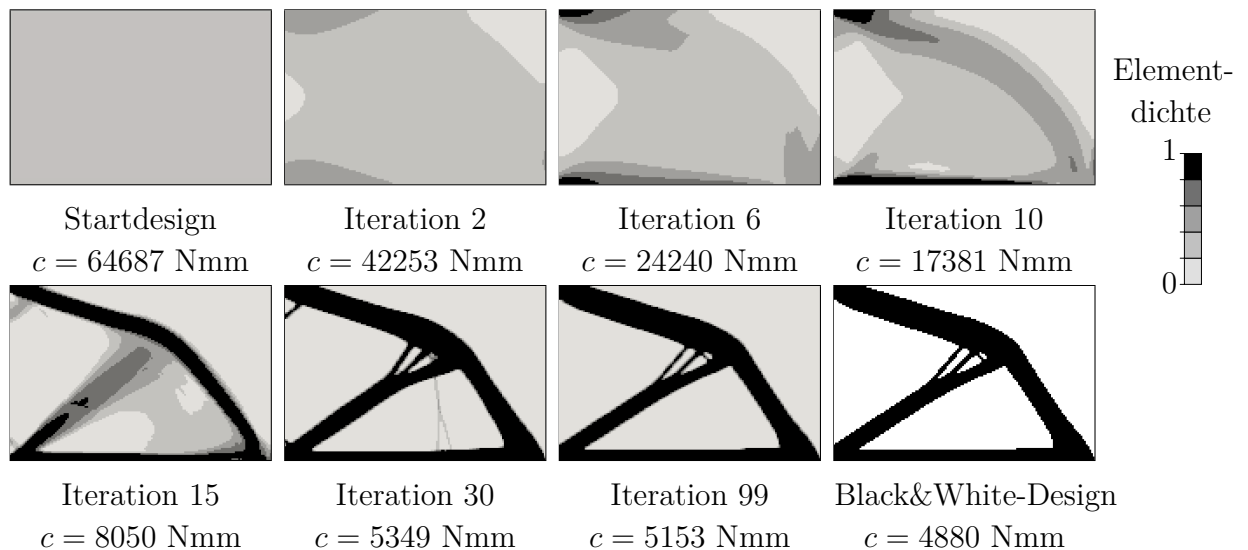 Element-
dichte
1
0
Startdesign
c = 64687 Nmm
Iteration 2
c = 42253 Nmm
Iteration 6
c = 24240 Nmm
Iteration 10
c = 17381 Nmm
Iteration 15
c = 8050 Nmm
Iteration 30
c = 5349 Nmm
Iteration 99
c = 5153 Nmm
Black&White-Design
c = 4880 Nmm